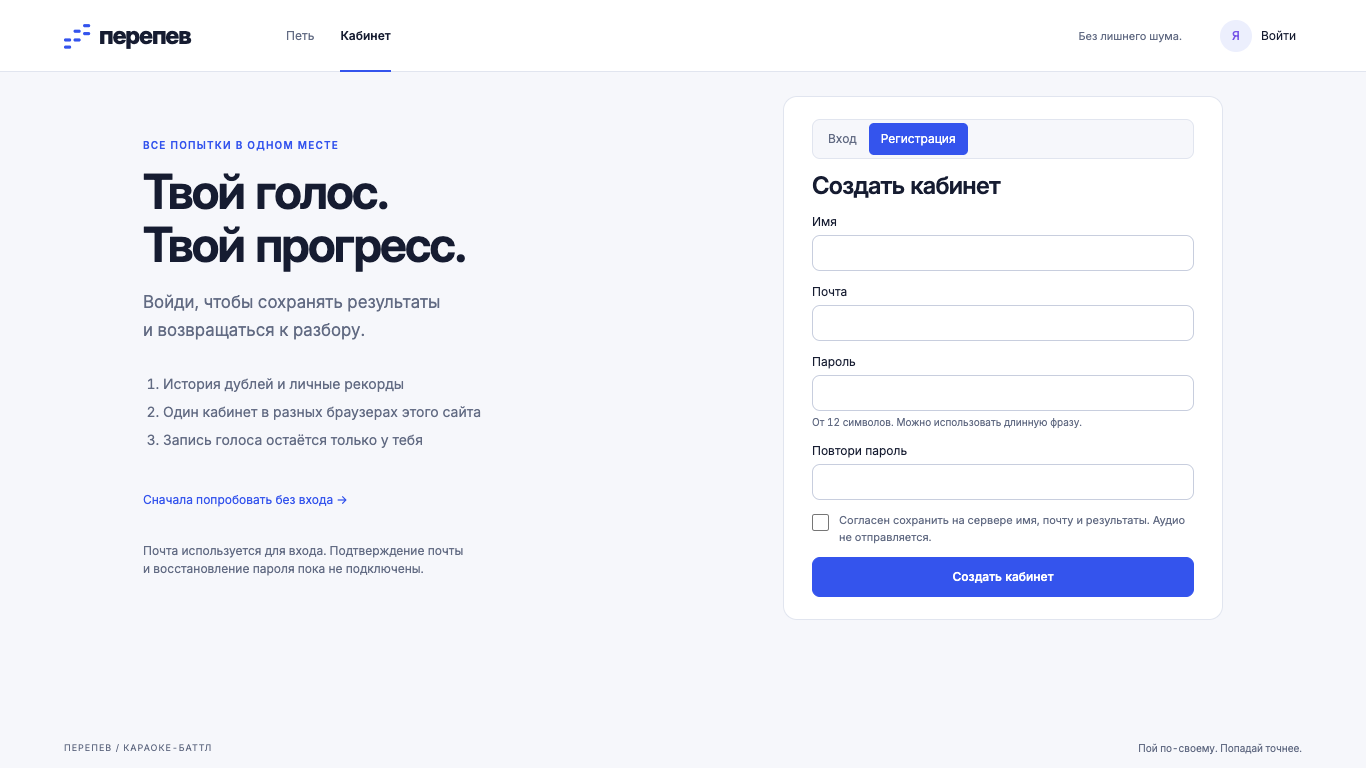 перепев
Петь
Кабинет
Без лишнего шума.
Я
Войти
ВСЕ ПОПЫТКИ В ОДНОМ МЕСТЕ
Твой голос.
Твой прогресс.
Войди, чтобы сохранять результаты
и возвращаться к разбору.
1. История дублей и личные рекорды
2. Один кабинет в разных браузерах этого сайта
3. Запись голоса остаётся только у тебя
Сначала попробовать без входа →
Почта используется для входа. Подтверждение почты
и восстановление пароля пока не подключены.
Вход
Регистрация
Создать кабинет
Имя
Почта
Пароль
От 12 символов. Можно использовать длинную фразу.
Повтори пароль
Согласен сохранить на сервере имя, почту и результаты. Аудио
не отправляется.
Создать кабинет
ПЕРЕПЕВ / КАРАОКЕ-БАТТЛ
Пой по-своему. Попадай точнее.